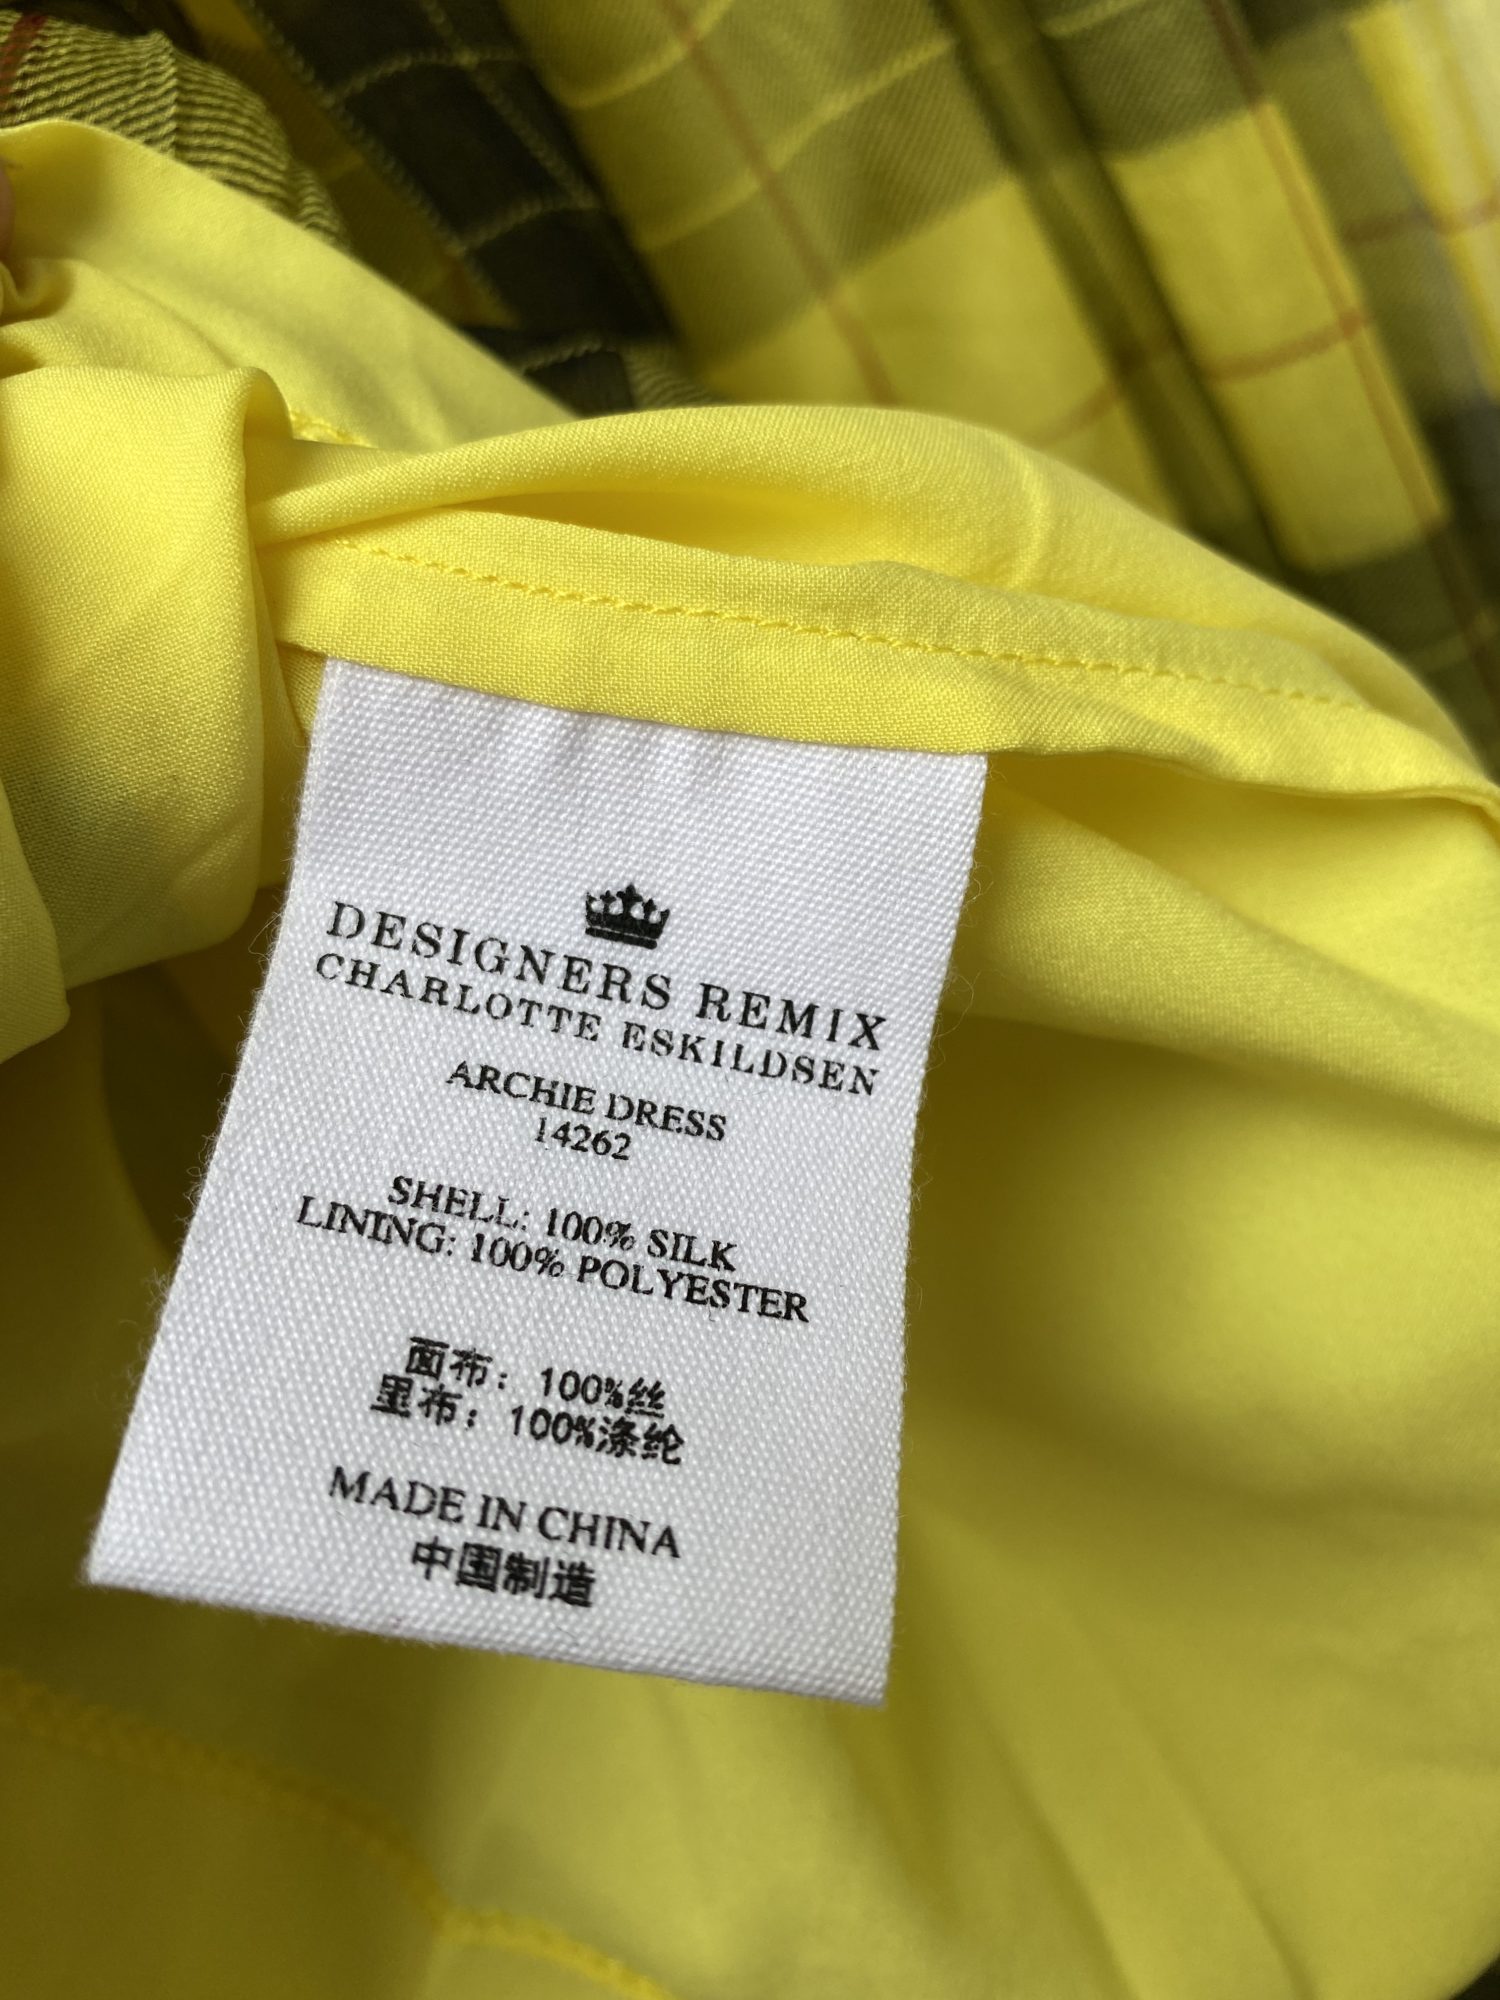 DESIGNERS REMIX
CHARLOTTE ESKILDSEN
ARCHIE DRESS
14262
SHELL: 100% SILK
LINING: 100% POLYESTER
面布: 100%丝
里布: 100%涤纶
MADE IN CHINA
中国制造